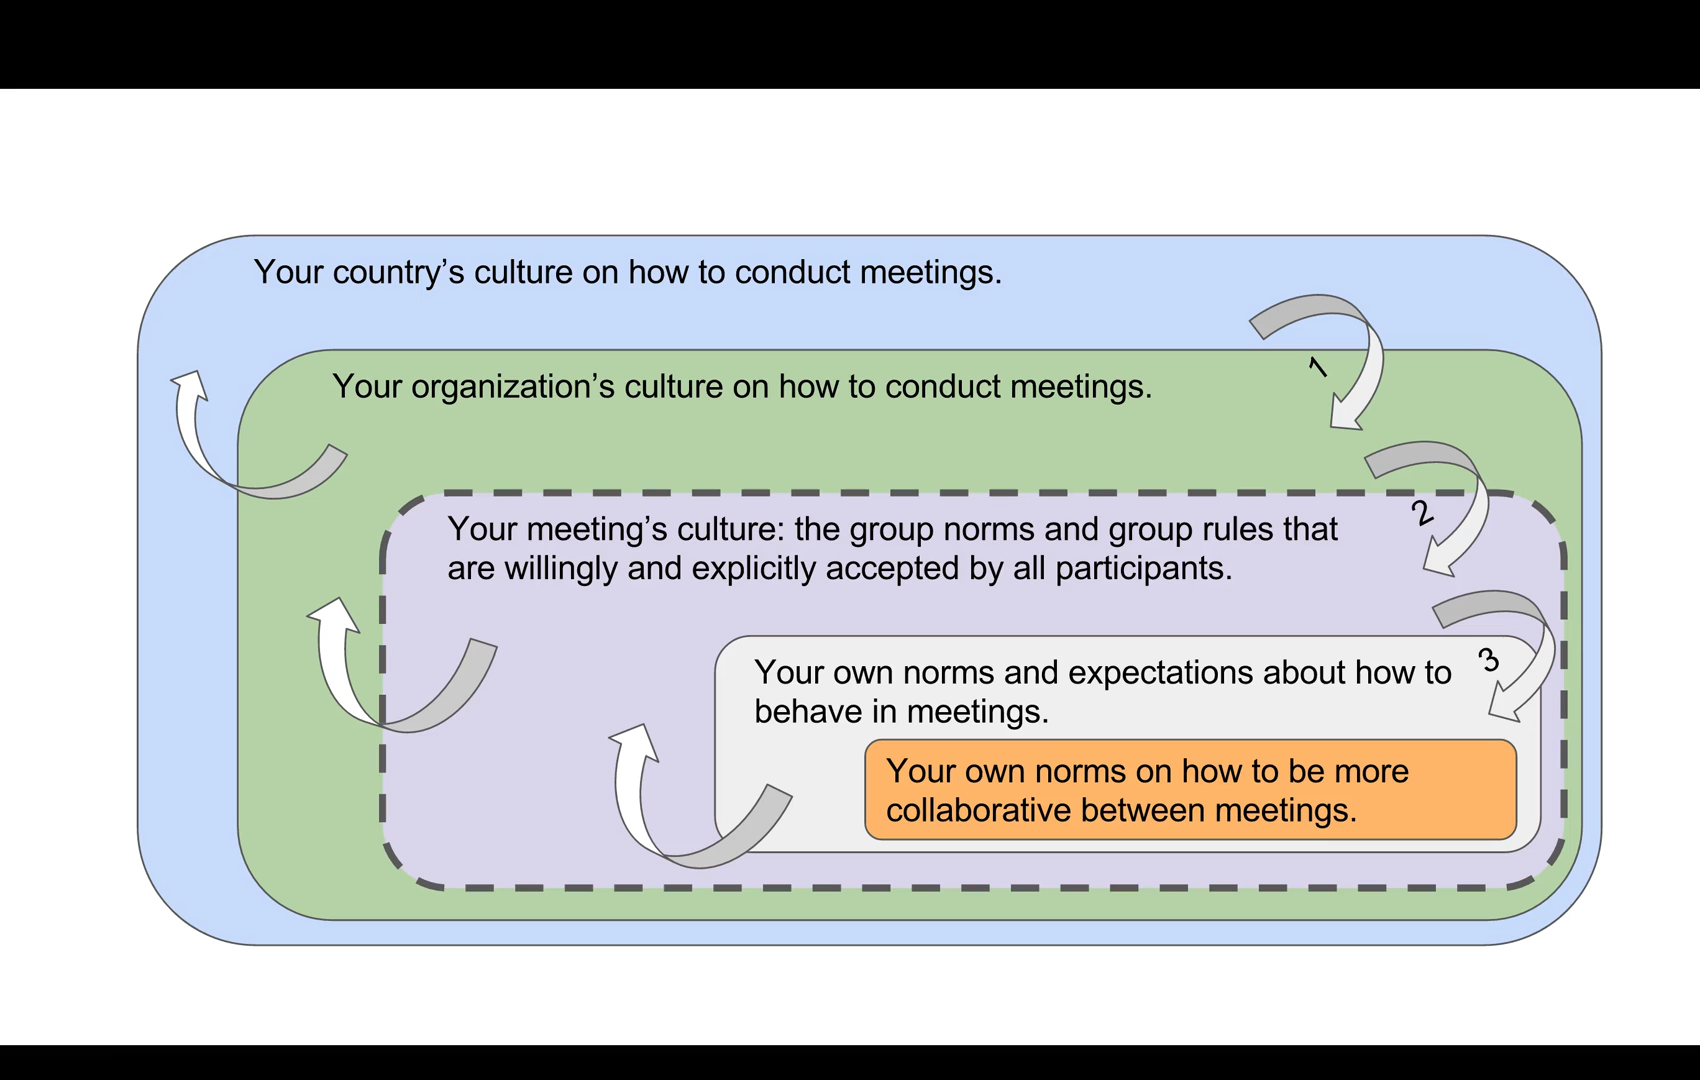 Your country’s culture on how to conduct meetings.
1
Your organization’s culture on how to conduct meetings.
2
Your meeting’s culture: the group norms and group rules that
are willingly and explicitly accepted by all participants.
3
Your own norms and expectations about how to
behave in meetings.
Your own norms on how to be more
collaborative between meetings.